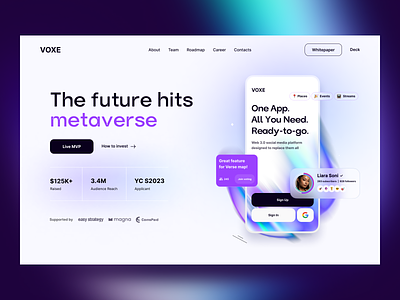 VOXE
About Team Roadmap Career Contacts
Whitepaper Deck
The future hits
metaverse
Live MVP How to Invest →
$125K+ 3.4M YC S2023
Raised Audience Reach Applicant
Supported by easy strategy magna
VOXE
Places Events Streams
One App.
All You Need.
Ready-to-go.
Web 3.0 social media platform
designed to replace them all
Great feature
for Verse map!
Liara Soni
Sign Up
Sign In
G